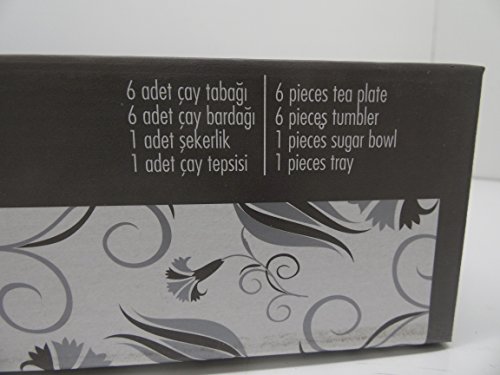 6 adet çay tabağı
6 adet çay bardağı
1 adet şekerlik
1 adet çay tepsisi
6 pieces tea plate
6 pieces tumbler
1 pieces sugar bowl
1 pieces tray